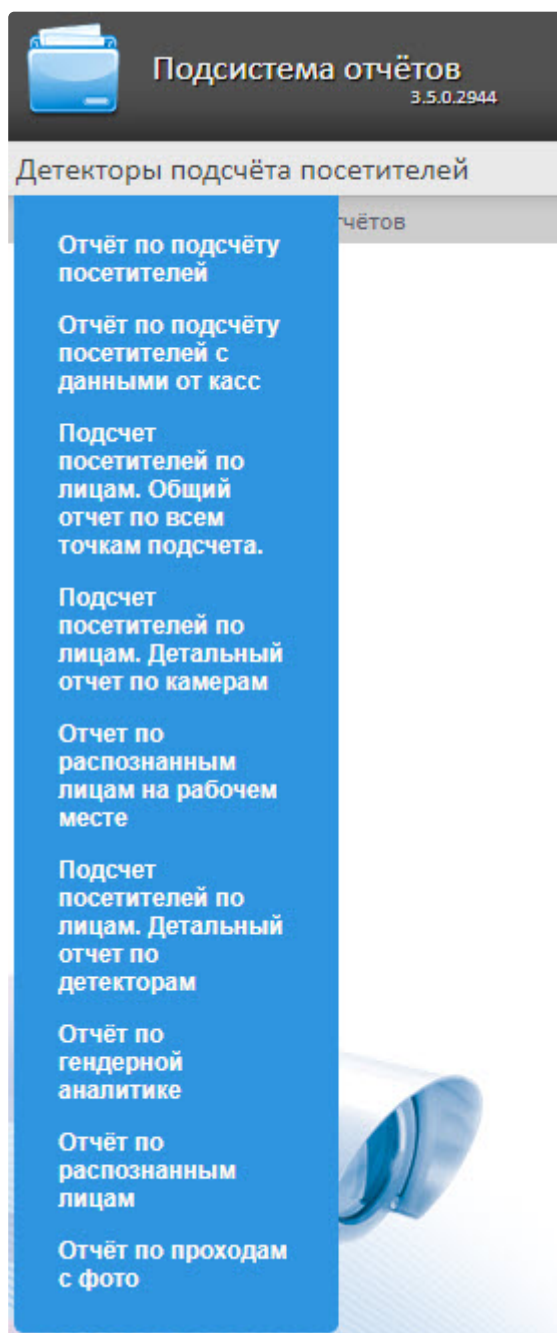 Подсистема отчётов
3.5.0.2944
Детекторы подсчёта посетителей
чётов
Отчёт по подсчёту
посетителей
Отчёт по подсчёту
посетителей с
данными от касс
Подсчет
посетителей по
лицам. Общий
отчет по всем
точкам подсчета.
Подсчет
посетителей по
лицам. Детальный
отчет по камерам
Отчет по
распознанным
лицам на рабочем
месте
Подсчет
посетителей по
лицам. Детальный
отчет по
детекторам
Отчёт по
гендерной
аналитике
Отчёт по
распознанным
лицам
Отчёт по проходам
с фото